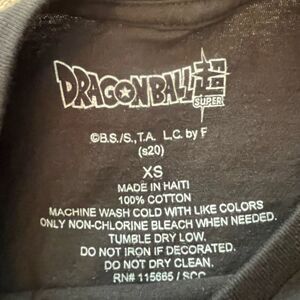 DRAGONBALL超
SUPER
©B.S./S.,T.A. L.C. by F
(s20)
XS
MADE IN HAITI
100% COTTON
MACHINE WASH COLD WITH LIKE COLORS
ONLY NON-CHLORINE BLEACH WHEN NEEDED.
TUMBLE DRY LOW.
DO NOT IRON IF DECORATED.
DO NOT DRY CLEAN.
RN# 115665 / SCC